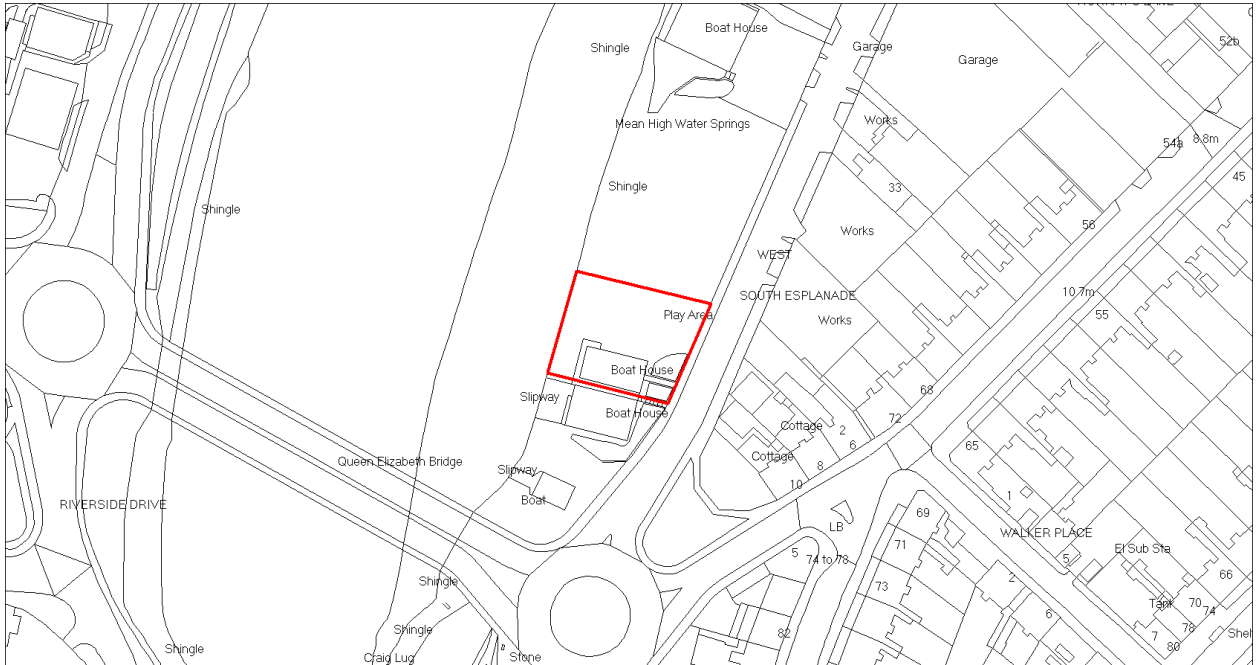 Boat House
Shingle
Garage
Garage
52b
Mean High Water Springs
Works
54a
8.8m
Shingle
33
45
Shingle
56
Works
WEST
SOUTH ESPLANADE
10.7m
Play Area
Works
55
Boat House
68
Slipway
Boat House
72
Cottage
2
6
65
Cottage
8
Queen Elizabeth Bridge
Slipway
10
Boat
1
RIVERSIDE DRIVE
69
LB
WALKER PLACE
71
El Sub Sta
5
74 to 78
5
66
Shingle
73
2
Tank
70
74
6
Shingle
82
78
7
80
Shel
Shingle
Craig Lug
Stone